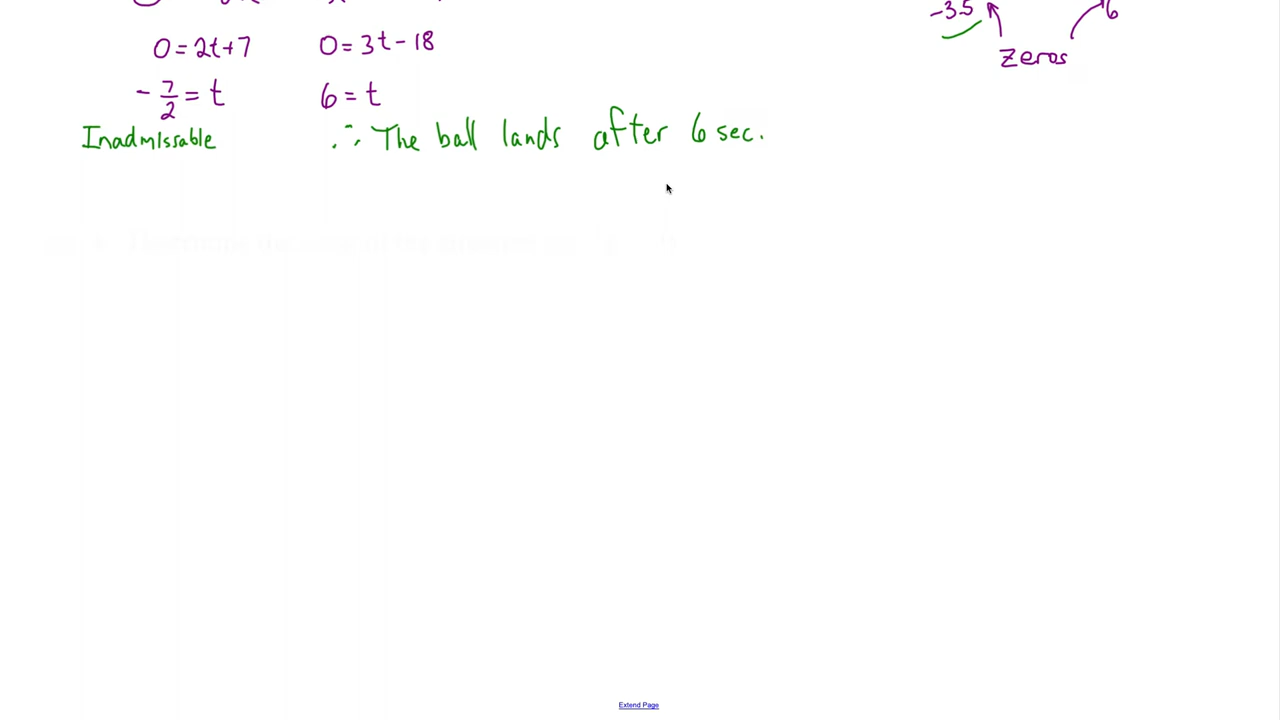 -3.5 6
0 = 2t+7 0 = 3t - 18
Zeros
- 7/2 = t 6 = t
Inadmissable ∴ The ball lands after 6 sec.
Extend Page